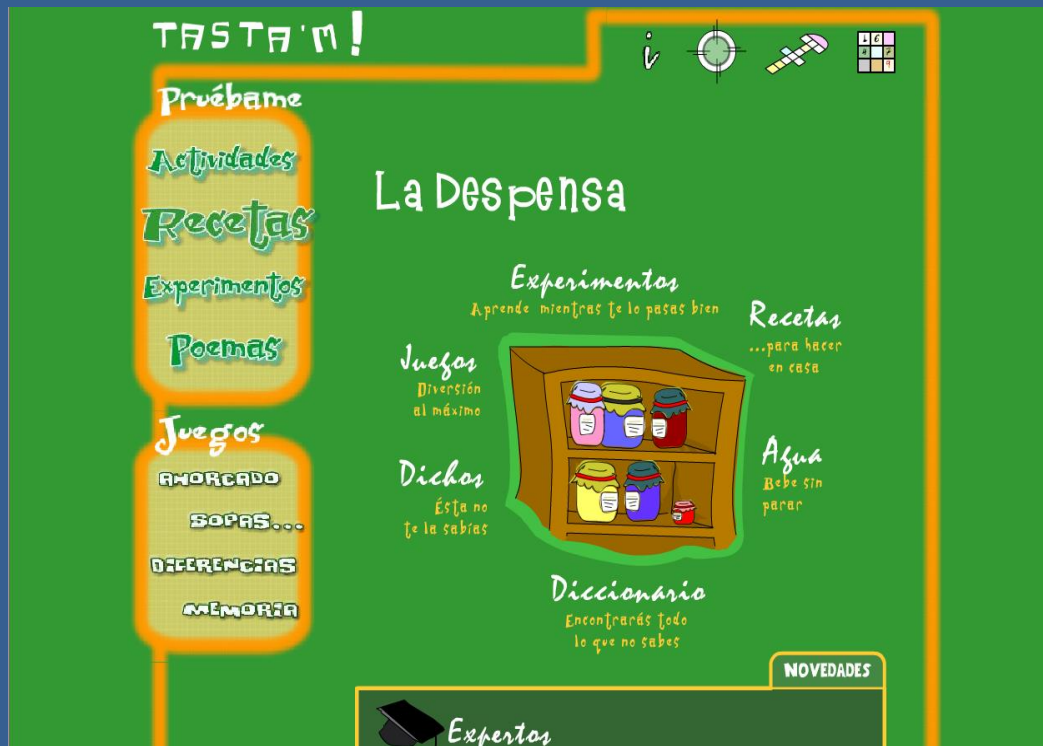 TASTA'M!
Pruébame
Actividades
Recetas
Experimentos
Poemas
Juegos
AHORCADO
SOPAS...
DIFERENCIAS
MEMORIA
La Despensa
Experimentos
Aprende mientras te lo pasas bien
Recetas
...para hacer
en casa
Juegos
Diversión
al máximo
Dichos
Ésta no
te la sabías
Agua
Bebe sin
parar
Diccionario
Encontrarás todo
lo que no sabes
NOVEDADES
Expertos